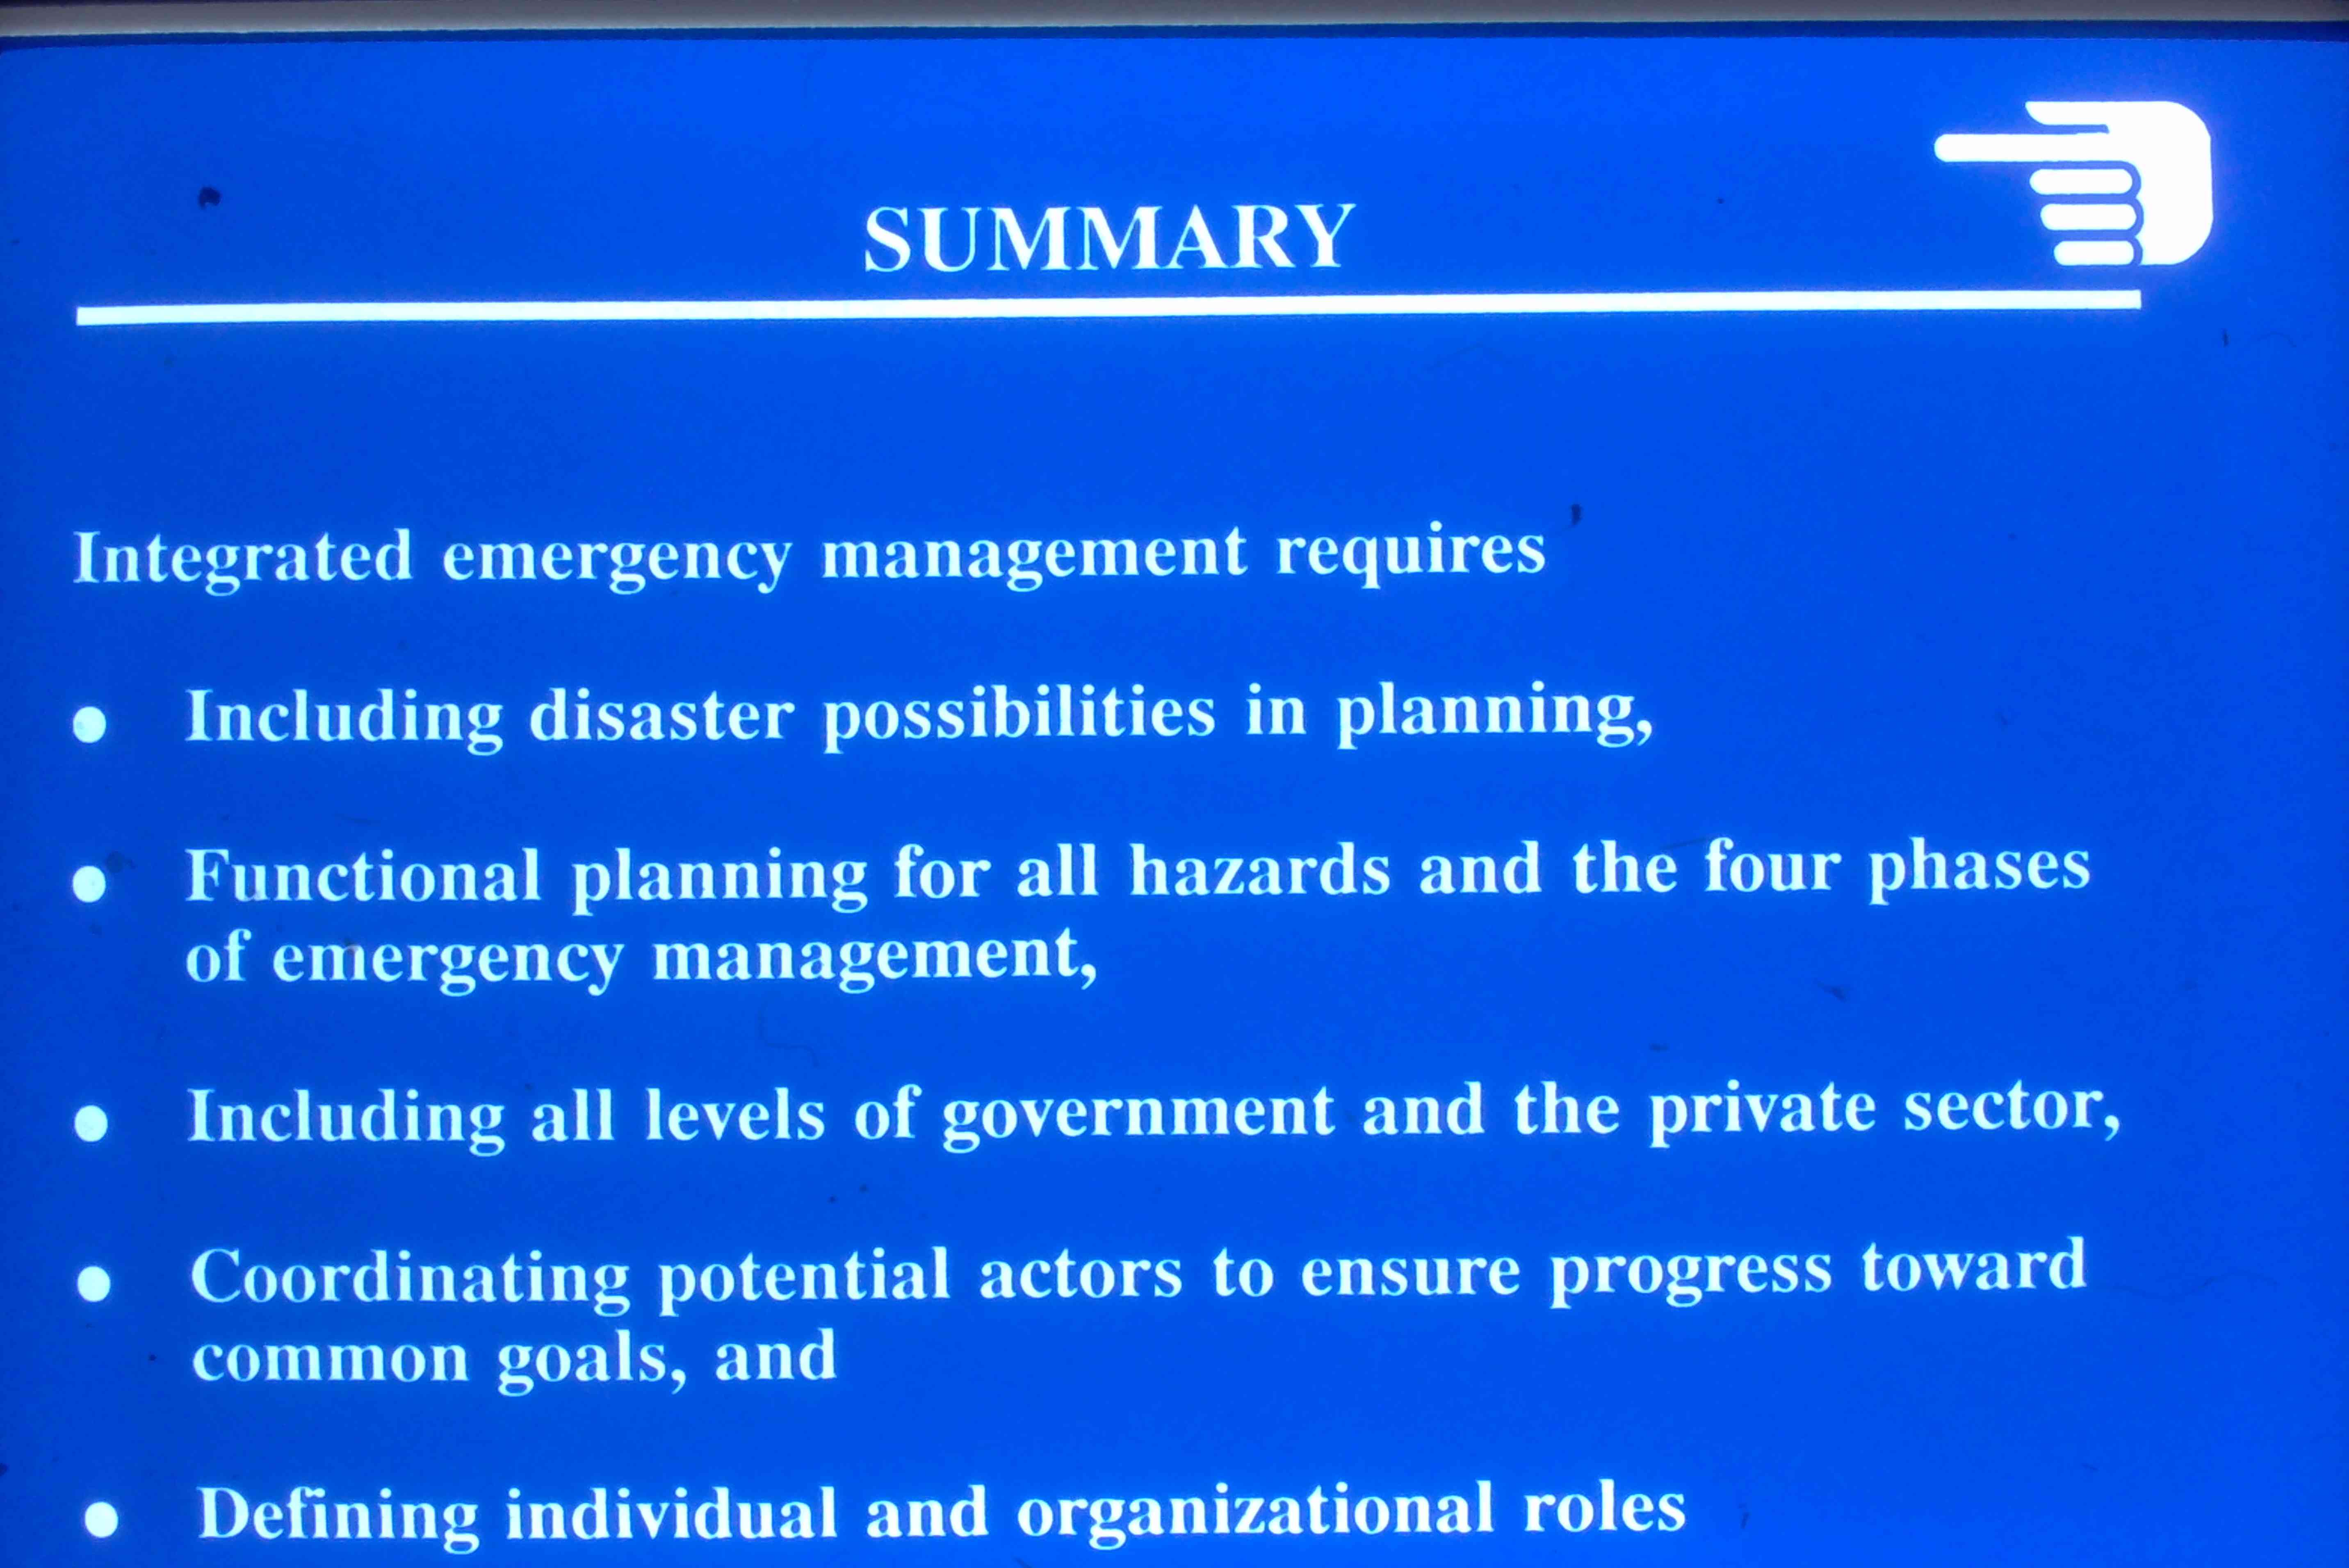 SUMMARY
Integrated emergency management requires
• Including disaster possibilities in planning,
• Functional planning for all hazards and the four phases
of emergency management,
• Including all levels of government and the private sector,
• Coordinating potential actors to ensure progress toward
common goals, and
• Defining individual and organizational roles